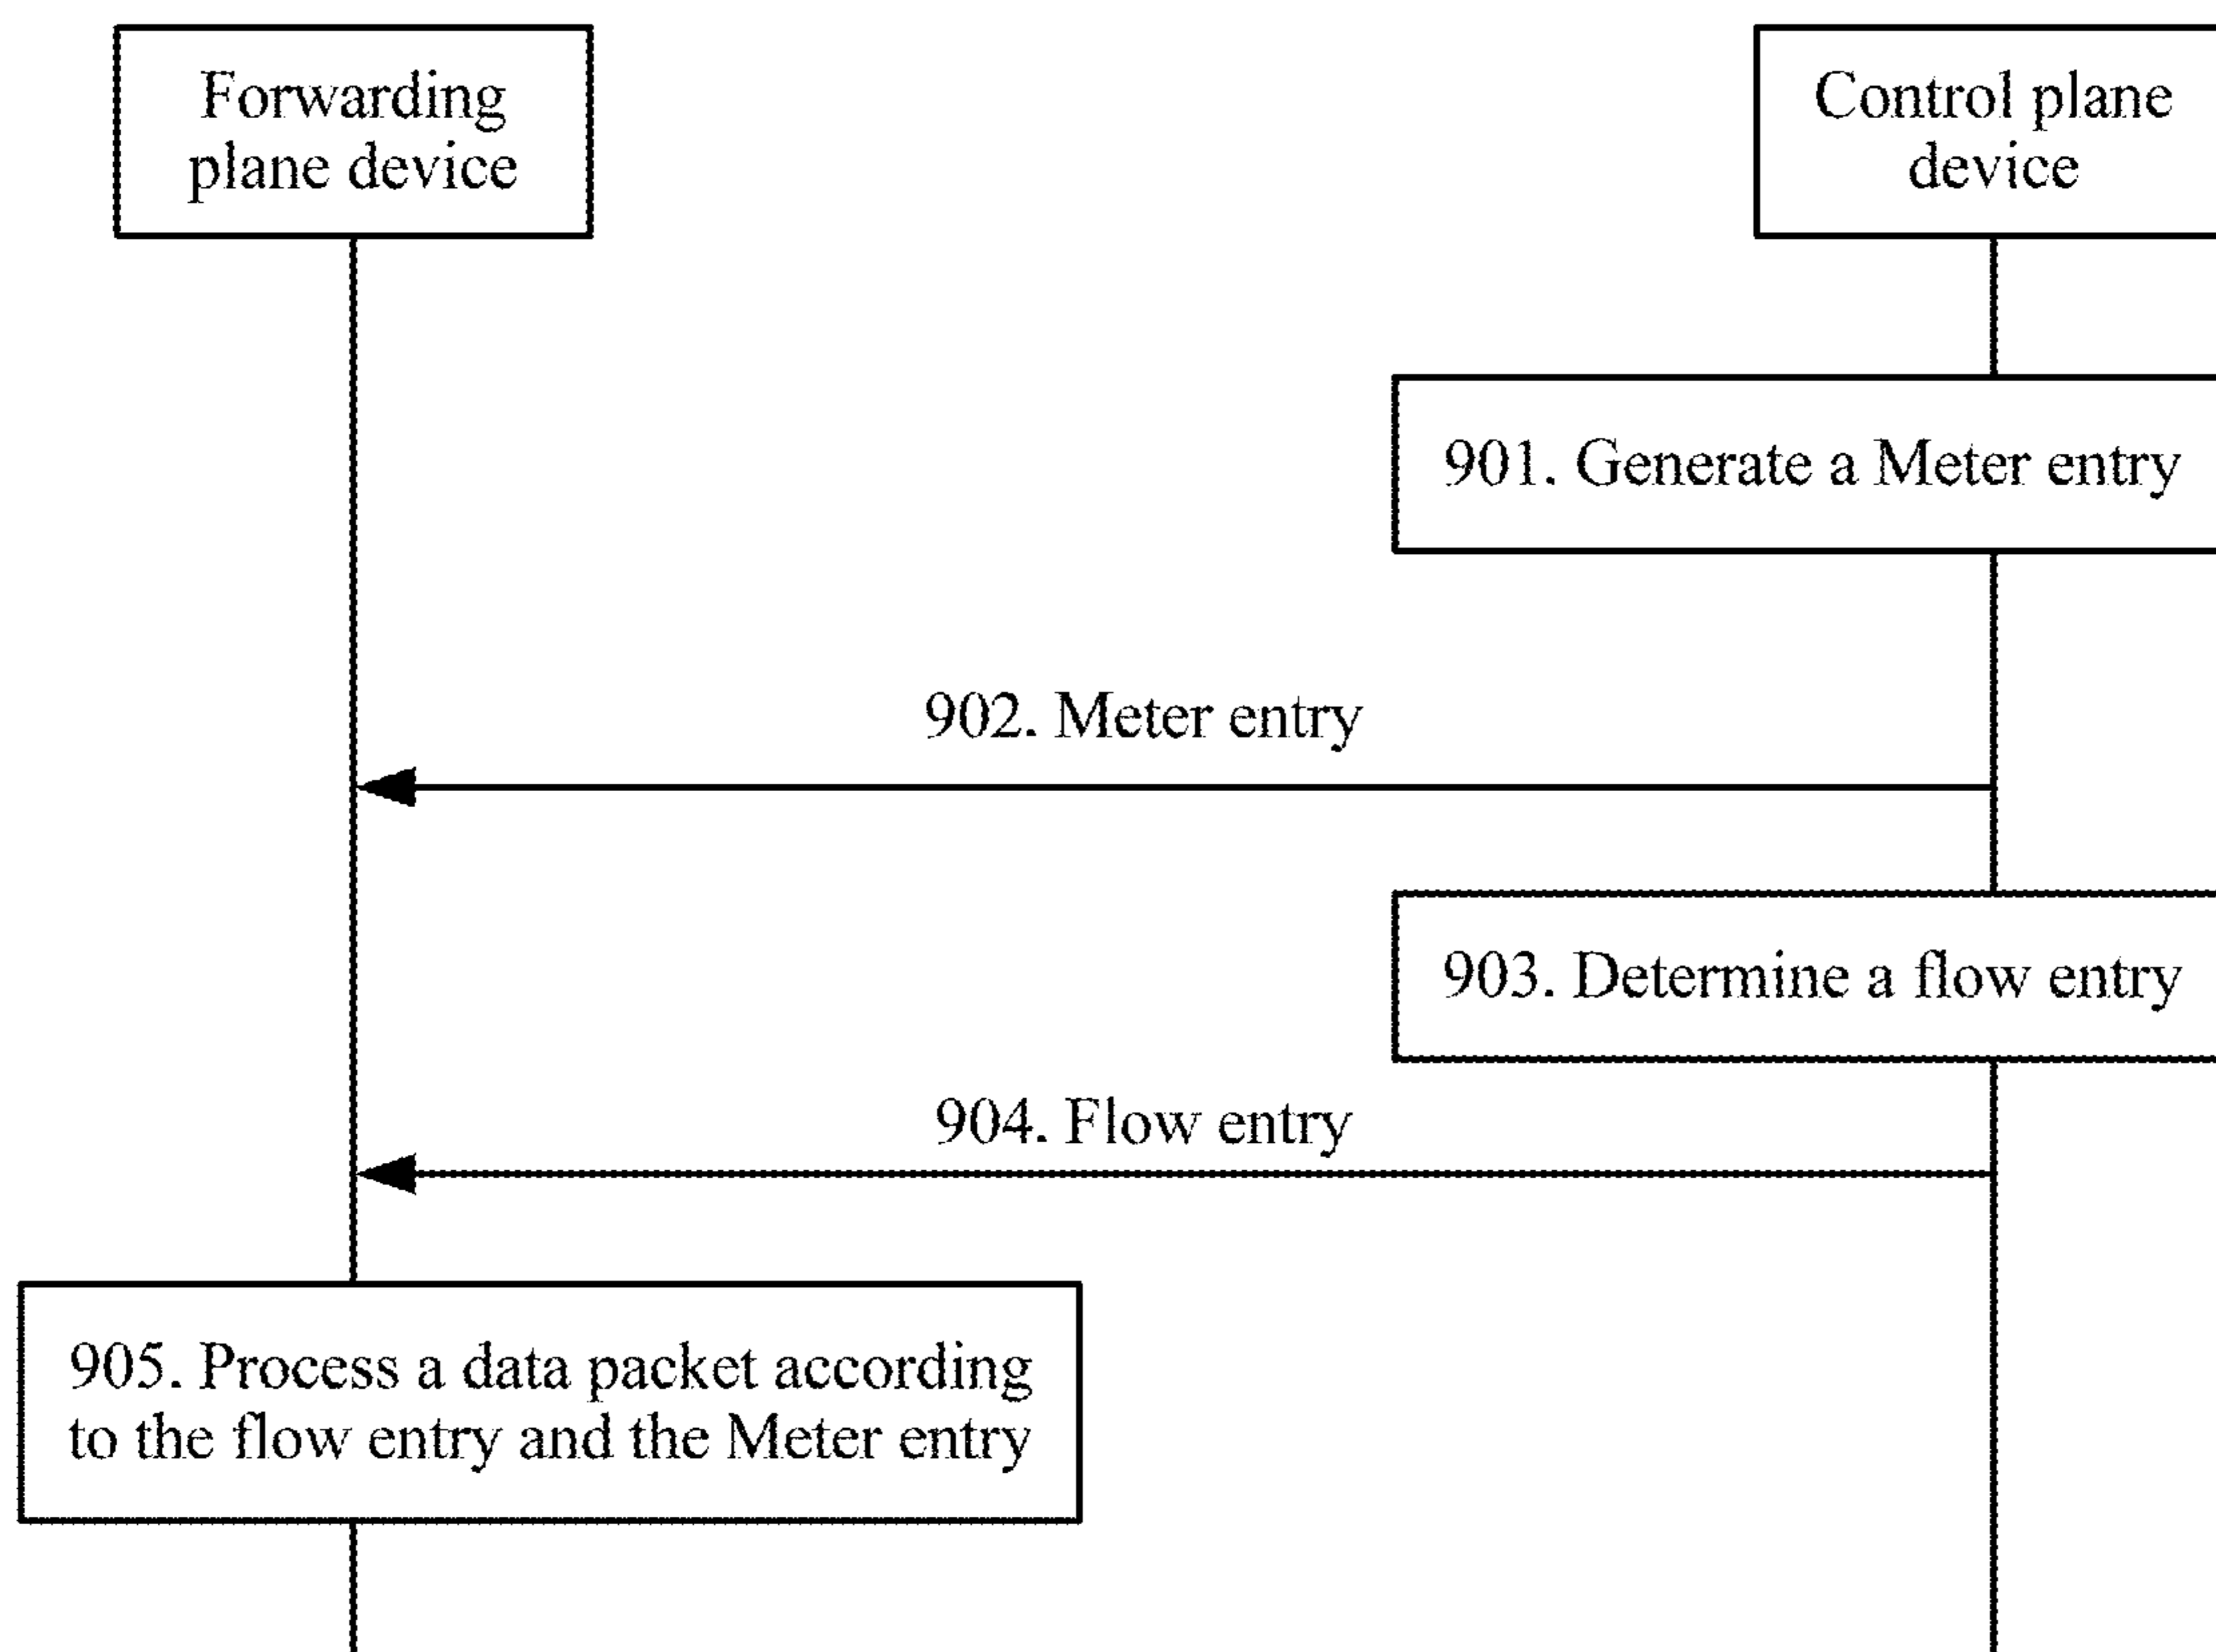 Forwarding
plane device
Control plane
device
901. Generate a Meter entry
902. Meter entry
903. Determine a flow entry
904. Flow entry
905. Process a data packet according
to the flow entry and the Meter entry